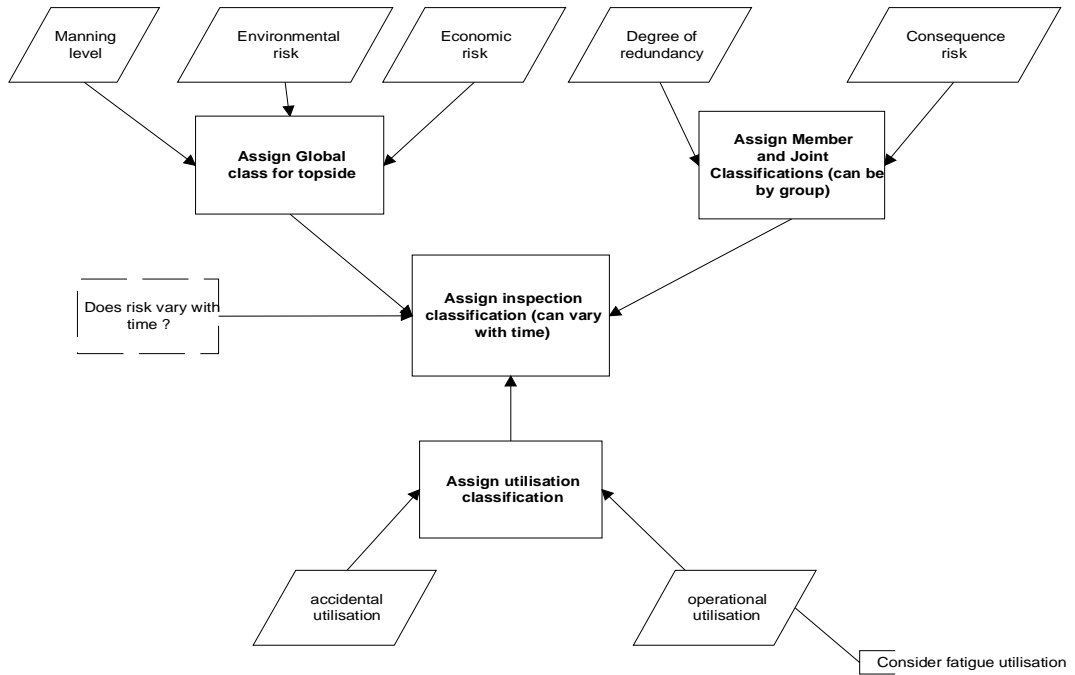 Manning
level
Environmental
risk
Economic
risk
Degree of
redundancy
Consequence
risk
Assign Global
class for topside
Assign Member
and Joint
Classifications (can be
by group)
Does risk vary with
time ?
Assign inspection
classification (can vary
with time)
Assign utilisation
classification
accidental
utilisation
operational
utilisation
Consider fatigue utilisation